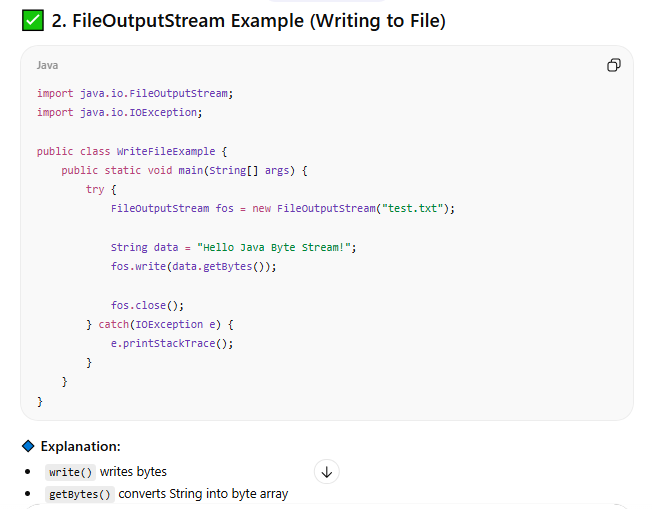 ✅ 2. FileOutputStream Example (Writing to File)
Java
import java.io.FileOutputStream;
import java.io.IOException;

public class WriteFileExample {
    public static void main(String[] args) {
        try {
            FileOutputStream fos = new FileOutputStream("test.txt");

            String data = "Hello Java Byte Stream!";
            fos.write(data.getBytes());

            fos.close();
        } catch(IOException e) {
            e.printStackTrace();
        }
    }
}
🔷 Explanation:
• write() writes bytes
• getBytes() converts String into byte array